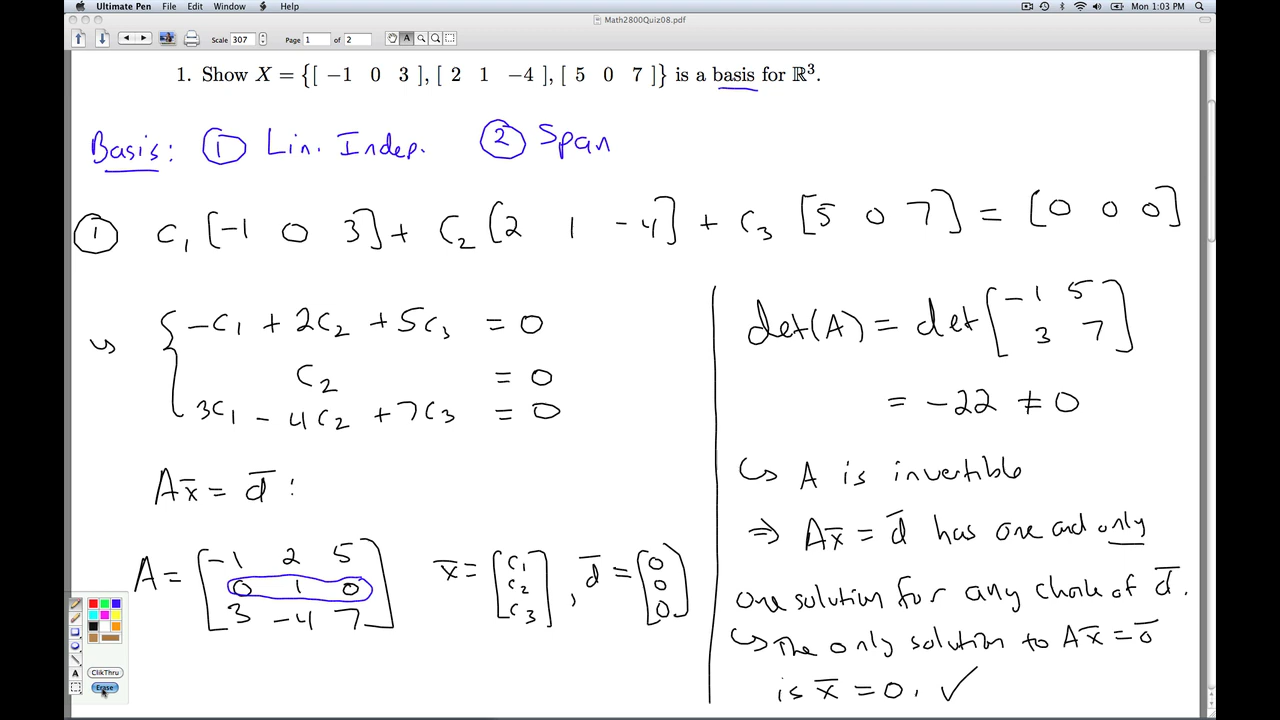 Ultimate Pen File Edit Window Help Mon 1:03 PM
Math2800Quiz08.pdf
Scale 307 Page 1 of 2 A
1. Show X = {[ −1 0 3 ], [ 2 1 −4 ], [ 5 0 7 ]} is a basis for ℝ³.
Basis: ① Lin. Indep. ② Span
① c₁ [-1 0 3] + c₂ [2 1 -4] + c₃ [5 0 7] = [0 0 0]
↳ { -c₁ + 2c₂ + 5c₃ = 0
c₂ = 0
3c₁ - 4c₂ + 7c₃ = 0
Ax̄ = d̄ :
A = [ -1 2 5
0 1 0
3 -4 7 ]
x̄ = [ c₁
c₂
c₃ ] , d̄ = [ 0
0
0 ]
det(A) = det [ -1 5
3 7 ]
= -22 ≠ 0
↳ A is invertible
⇒ Ax̄ = d̄ has one and only
one solution for any choice of d̄.
↳ The only solution to Ax̄ = ō
is x̄ = 0. ✓
A
ClikThru
Erase